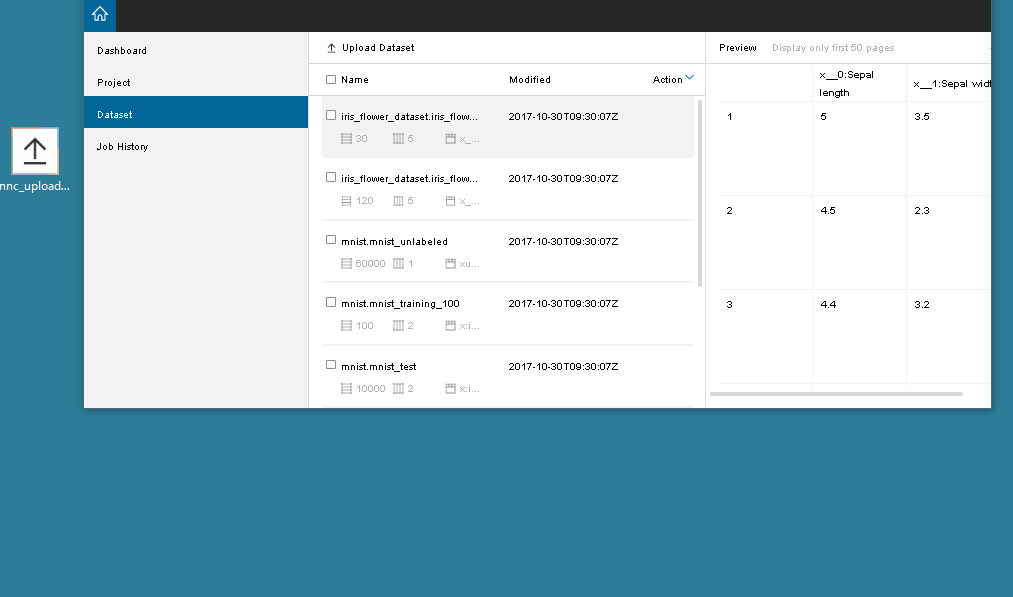 Dashboard
Project
Dataset
Job History
nnc_upload...
Upload Dataset
Name Modified Action
iris_flower_dataset.iris_flow... 2017-10-30T09:30:07Z
30 5 x_...
iris_flower_dataset.iris_flow... 2017-10-30T09:30:07Z
120 5 x_...
mnist.mnist_unlabeled 2017-10-30T09:30:07Z
60000 1 xu...
mnist.mnist_training_100 2017-10-30T09:30:07Z
100 2 x:i...
mnist.mnist_test 2017-10-30T09:30:07Z
10000 2 x:i...
Preview Display only first 50 pages
x__0:Sepal
length
x__1:Sepal widt
1 5 3.5
2 4.5 2.3
3 4.4 3.2